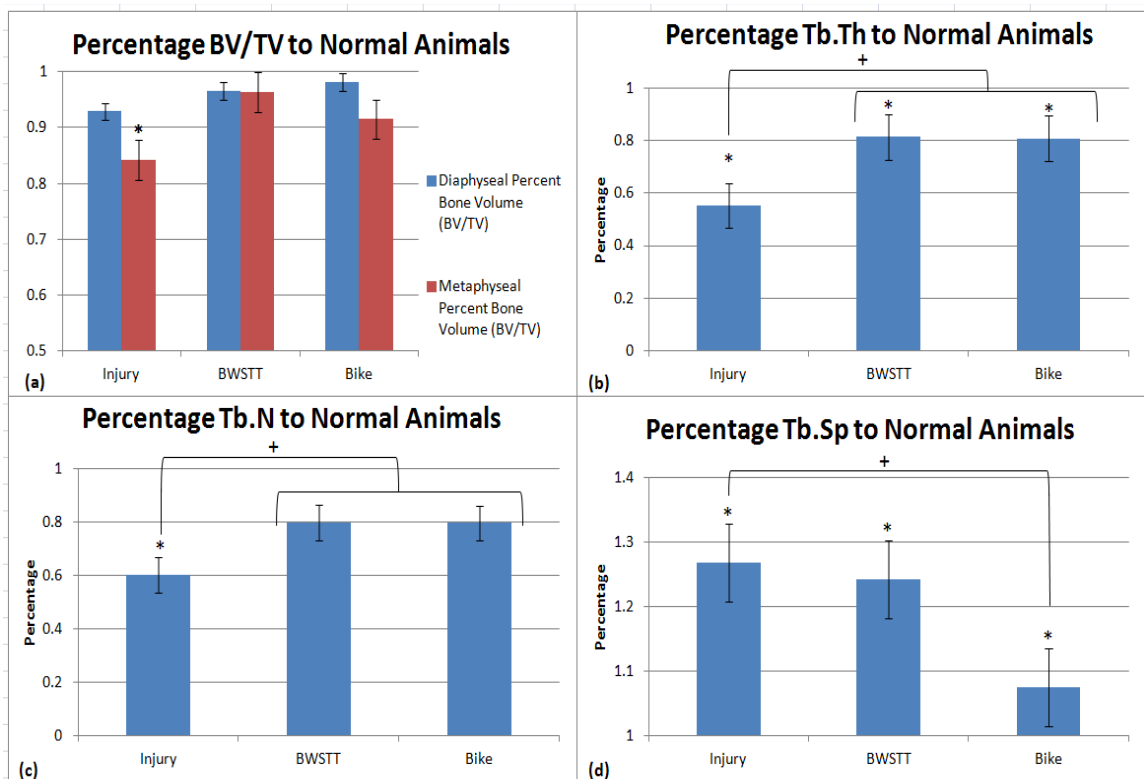 Percentage BV/TV to Normal Animals
1
0.9
0.8
0.7
0.6
0.5
*
Injury
BWSTT
Bike
Diaphyseal Percent
Bone Volume
(BV/TV)
Metaphyseal
Percent Bone
Volume (BV/TV)
(a)
Percentage Tb.Th to Normal Animals
+
1
0.8
0.6
0.4
0.2
0
Percentage
*
*
*
Injury
BWSTT
Bike
(b)
Percentage Tb.N to Normal Animals
+
1
0.8
0.6
0.4
0.2
0
Percentage
*
Injury
BWSTT
Bike
(c)
Percentage Tb.Sp to Normal Animals
+
1.4
1.3
1.2
1.1
1
Percentage
*
*
*
Injury
BWSTT
Bike
(d)